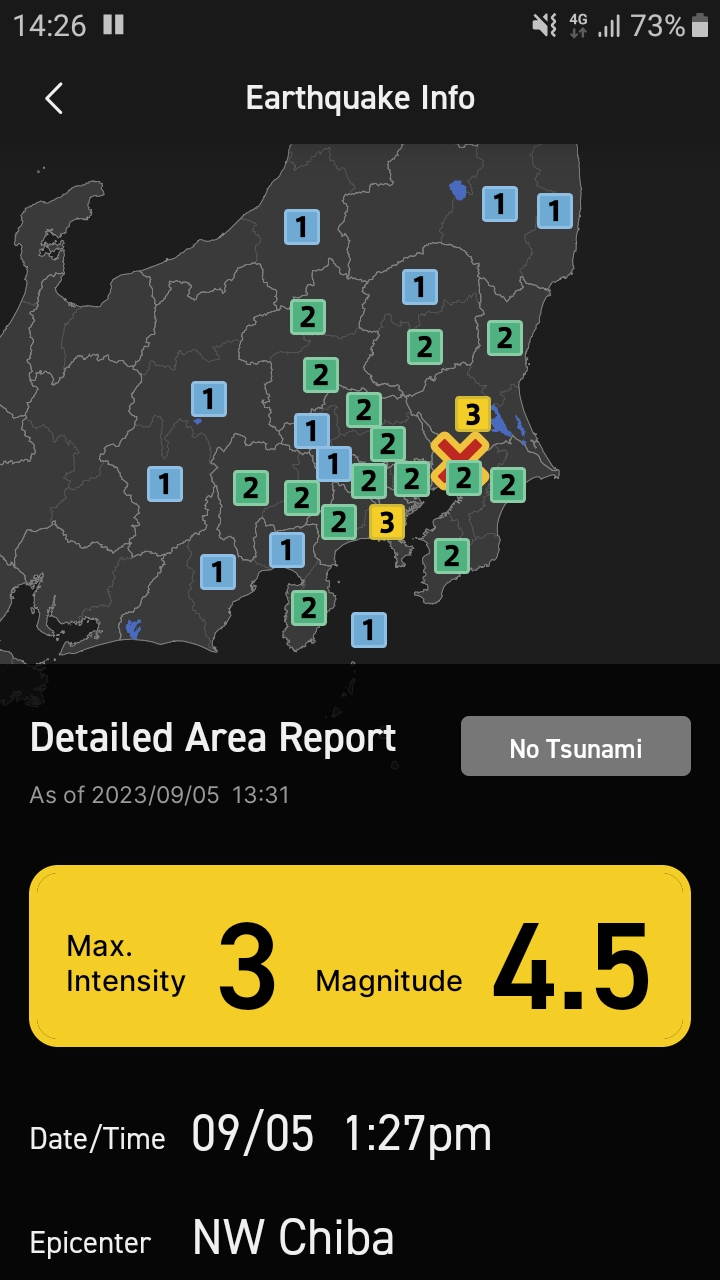 14:26 4G 73%
Earthquake Info
1 1
1
1
2
2
2
2
1
2
3
1
2
1
1 2 2 2 2 2 2
2
2 3
1
2
1
2
1
Detailed Area Report
No Tsunami
As of 2023/09/05 13:31
Max.
Intensity 3 Magnitude 4.5
Date/Time 09/05 1:27pm
Epicenter NW Chiba